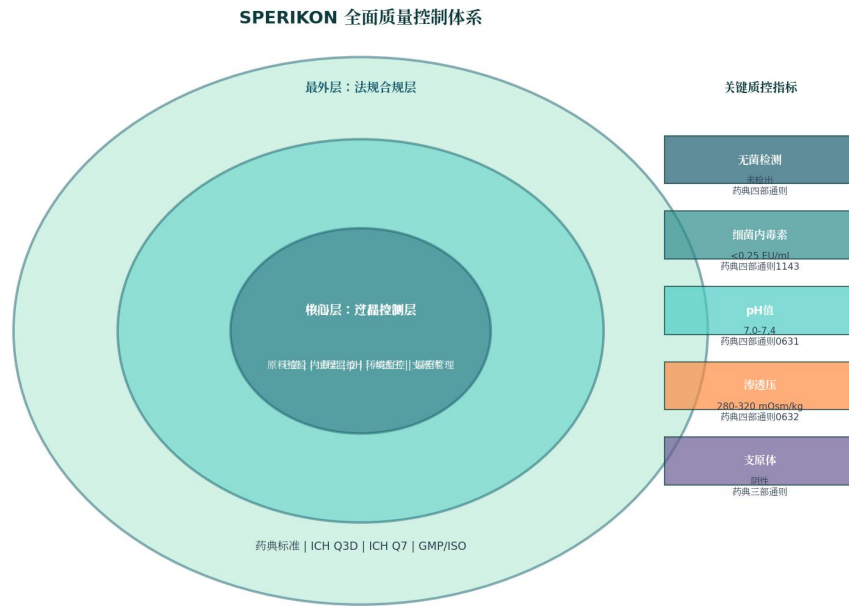 SPERIKON 全面质量控制体系
最外层：法规合规层
关键质控指标
无菌检测
未检出
药典四部通则
细菌内毒素
<0.25 EU/ml
药典四部通则1143
pH值
7.0-7.4
药典四部通则0631
渗透压
280-320 mOsm/kg
药典四部通则0632
支原体
阴性
药典三部通则
药典标准 | ICH Q3D | ICH Q7 | GMP/ISO